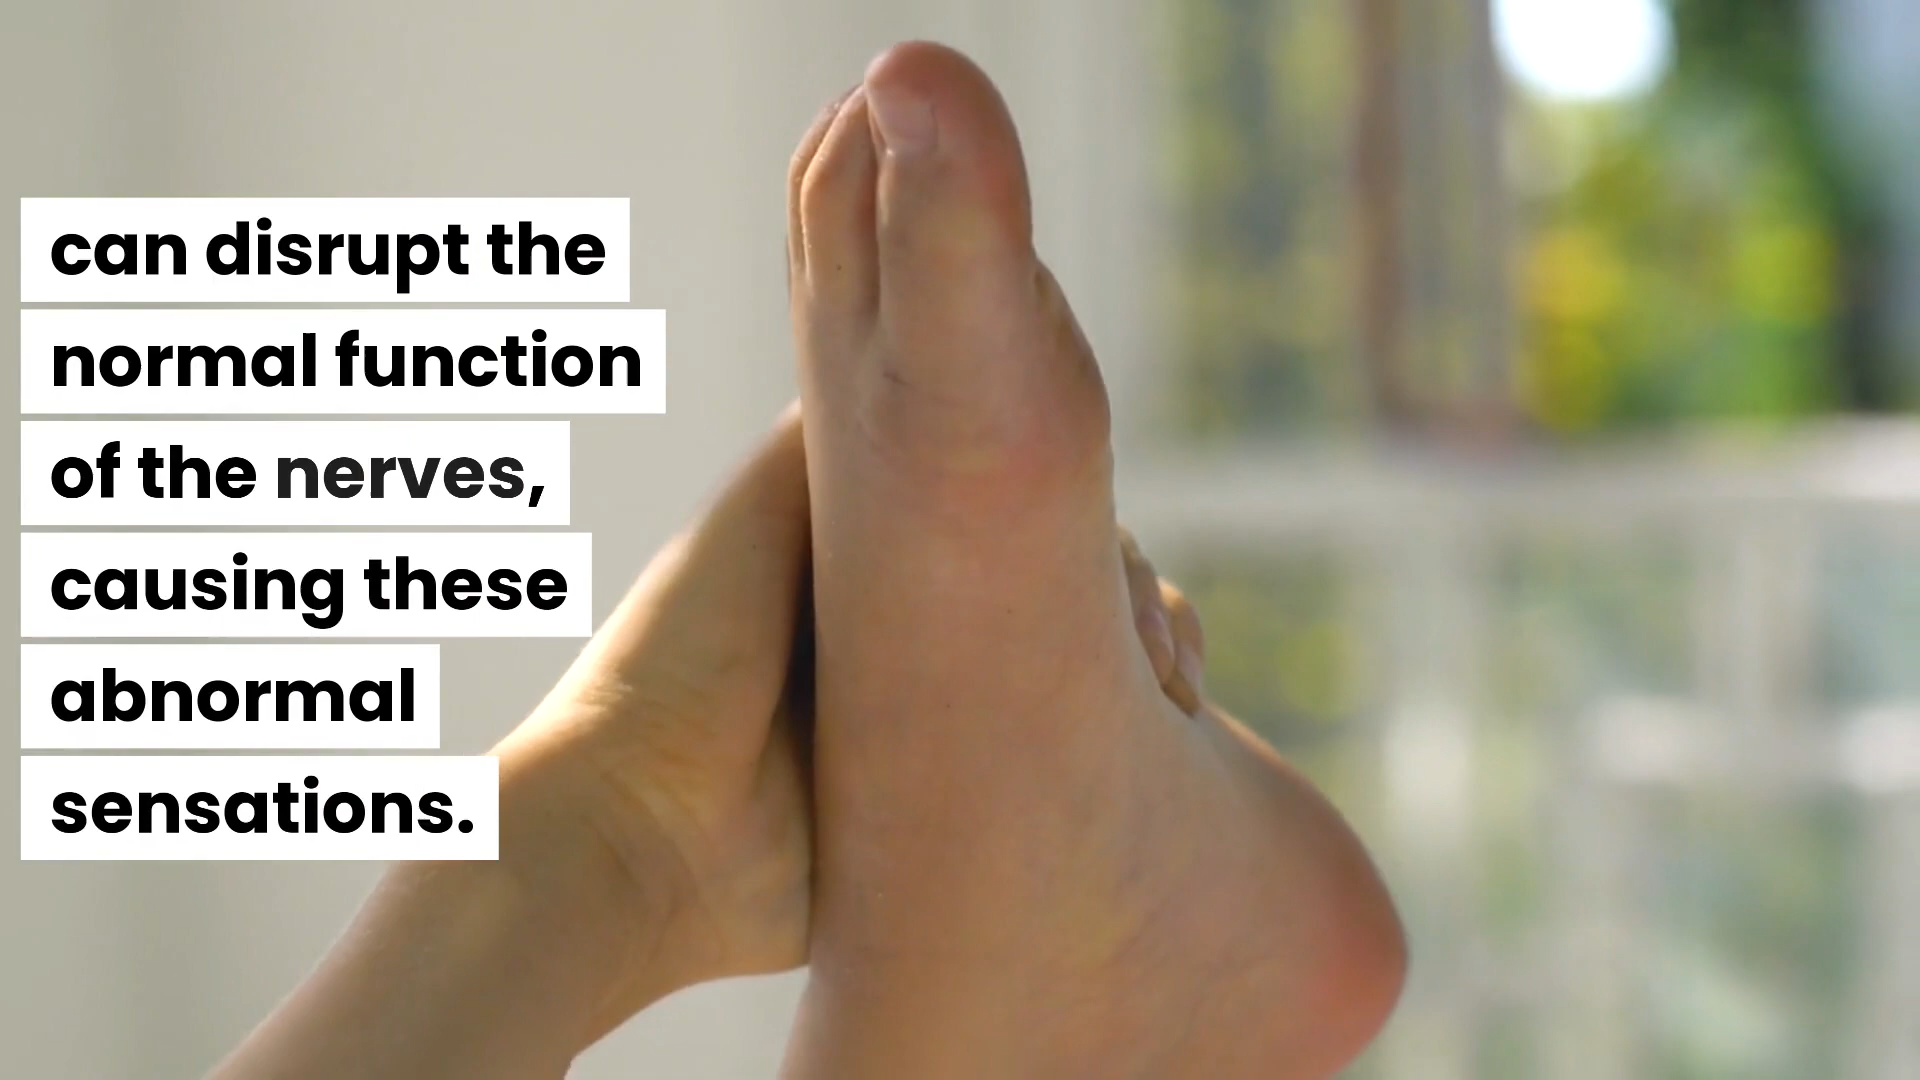 can disrupt the
normal function
of the nerves,
causing these
abnormal
sensations.